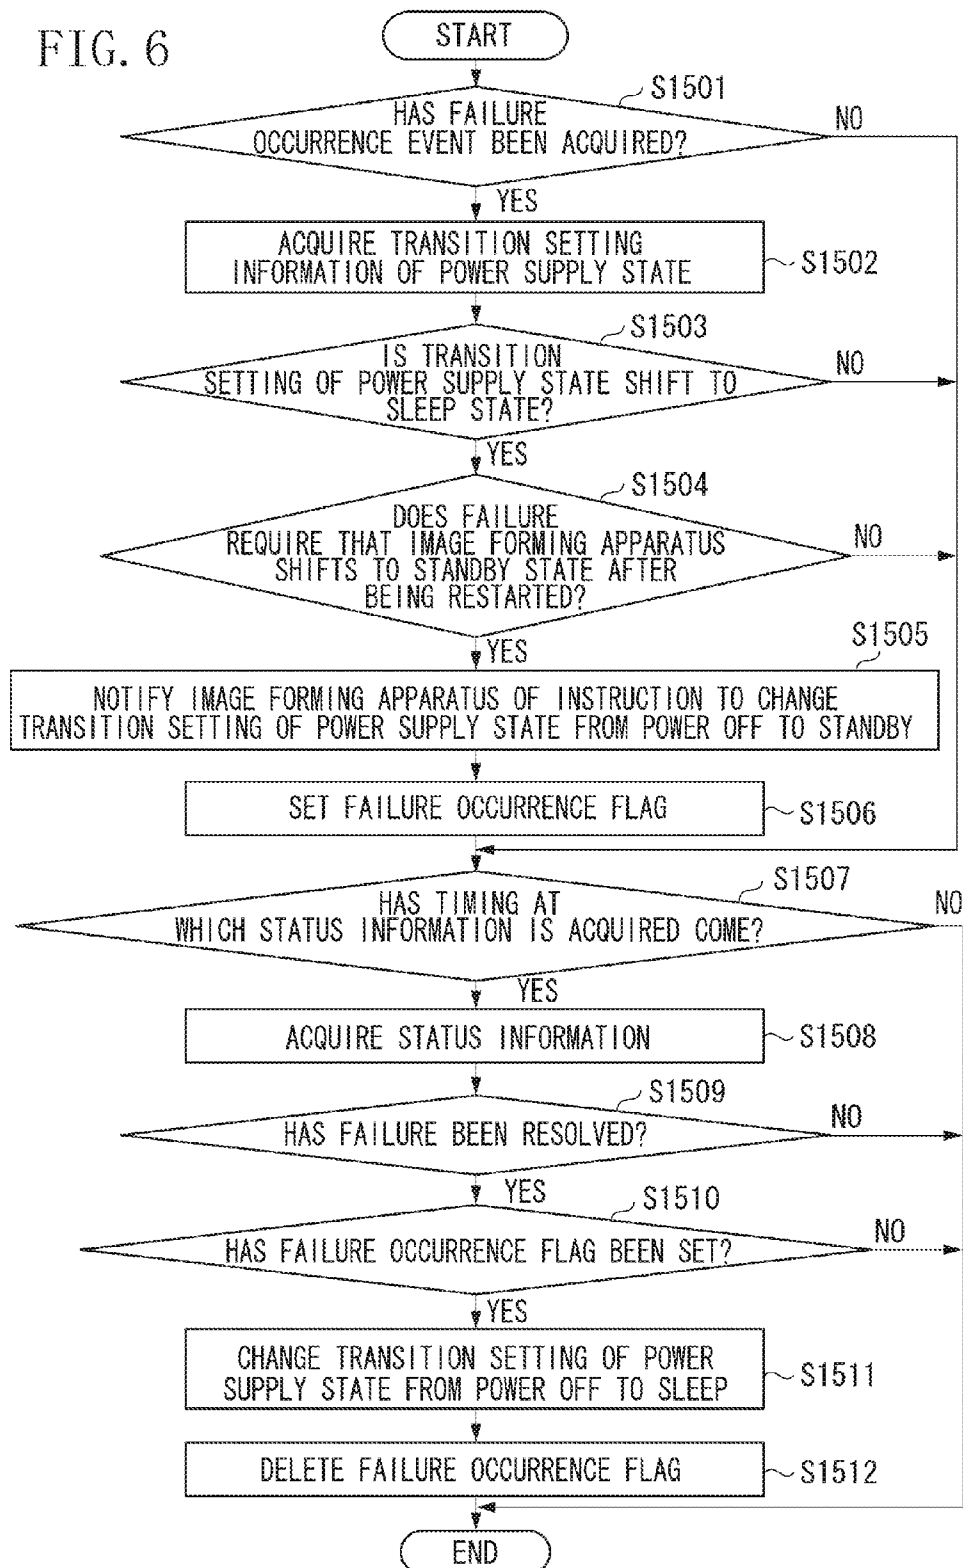 FIG. 6
START
S1501
HAS FAILURE
OCCURRENCE EVENT BEEN ACQUIRED?
NO
YES
ACQUIRE TRANSITION SETTING
INFORMATION OF POWER SUPPLY STATE
S1502
S1503
IS TRANSITION
SETTING OF POWER SUPPLY STATE SHIFT TO
SLEEP STATE?
NO
YES
S1504
DOES FAILURE
REQUIRE THAT IMAGE FORMING APPARATUS
SHIFTS TO STANDBY STATE AFTER
BEING RESTARTED?
NO
YES
S1505
NOTIFY IMAGE FORMING APPARATUS OF INSTRUCTION TO CHANGE
TRANSITION SETTING OF POWER SUPPLY STATE FROM POWER OFF TO STANDBY
SET FAILURE OCCURRENCE FLAG
S1506
S1507
HAS TIMING AT
WHICH STATUS INFORMATION IS ACQUIRED COME?
NO
YES
ACQUIRE STATUS INFORMATION
S1508
S1509
HAS FAILURE BEEN RESOLVED?
NO
YES
S1510
HAS FAILURE OCCURRENCE FLAG BEEN SET?
NO
YES
CHANGE TRANSITION SETTING OF POWER
SUPPLY STATE FROM POWER OFF TO SLEEP
S1511
DELETE FAILURE OCCURRENCE FLAG
S1512
END